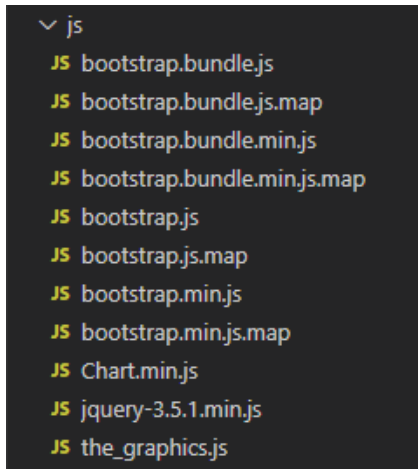 js
JS bootstrap.bundle.js
JS bootstrap.bundle.js.map
JS bootstrap.bundle.min.js
JS bootstrap.bundle.min.js.map
JS bootstrap.js
JS bootstrap.js.map
JS bootstrap.min.js
JS bootstrap.min.js.map
JS Chart.min.js
JS jquery-3.5.1.min.js
JS the_graphics.js